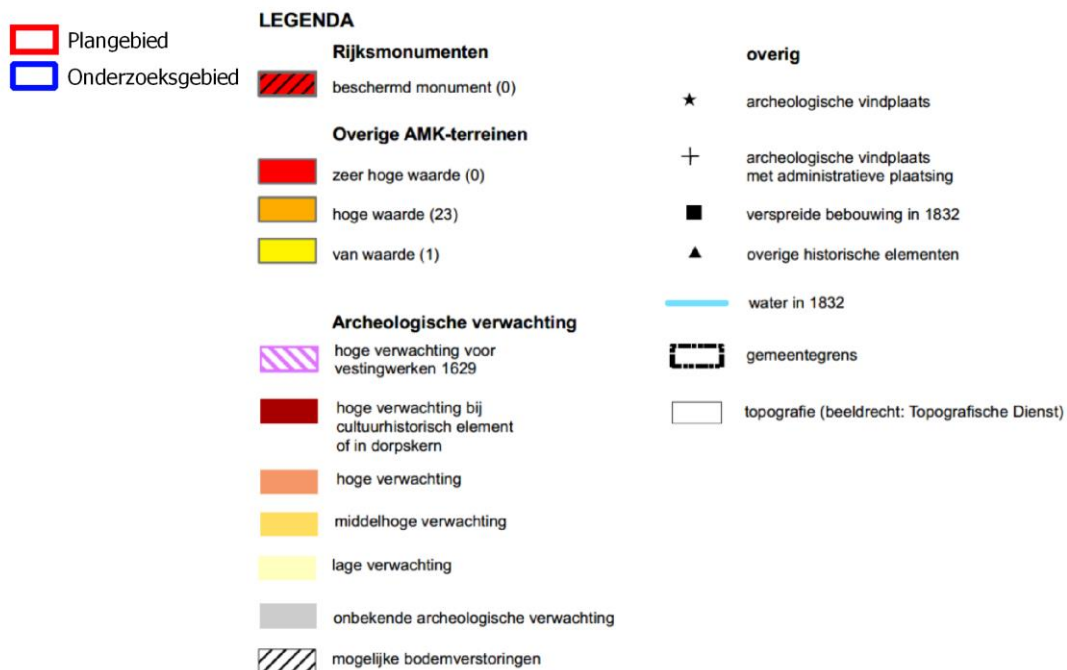 Plangebied
Onderzoeksgebied
LEGENDA
Rijksmonumenten
beschermd monument (0)
Overige AMK-terreinen
zeer hoge waarde (0)
hoge waarde (23)
van waarde (1)
Archeologische verwachting
hoge verwachting voor
vestingwerken 1629
hoge verwachting bij
cultuurhistorisch element
of in dorpskern
hoge verwachting
middelhoge verwachting
lage verwachting
onbekende archeologische verwachting
mogelijke bodemverstoringen
overig
archeologische vindplaats
archeologische vindplaats
met administratieve plaatsing
verspreide bebouwing in 1832
overige historische elementen
water in 1832
gemeentegrens
topografie (beeldrecht: Topografische Dienst)